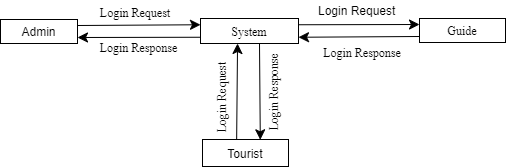 Login Request
Login Request
Admin
System
Guide
Login Response
Login Response
Login Request
Login Response
Tourist